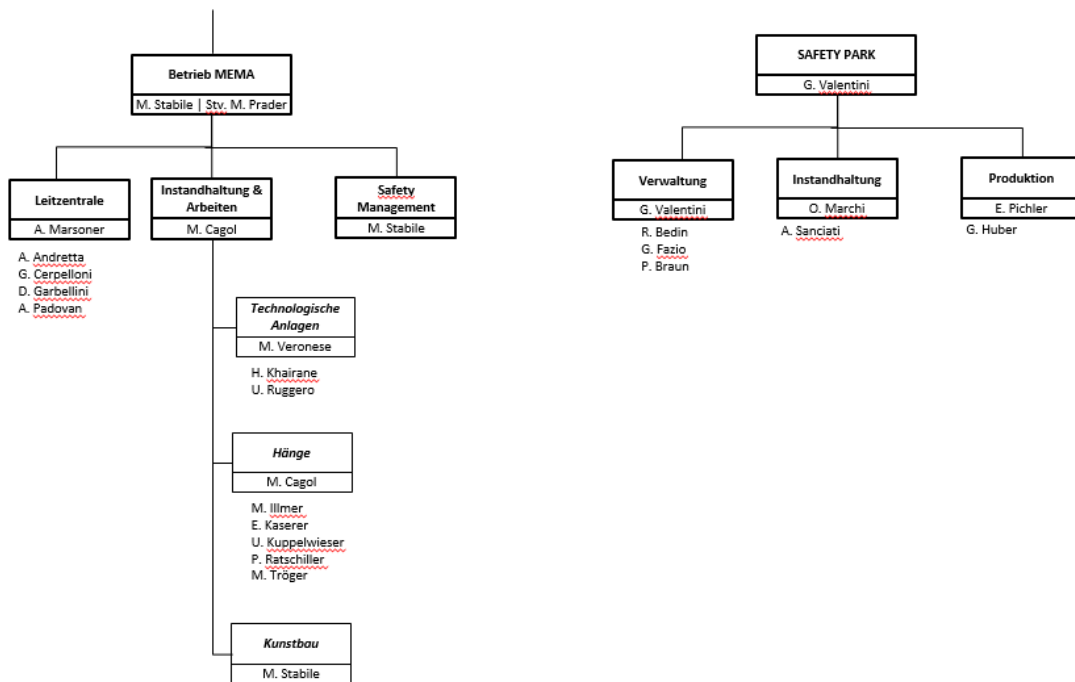 Betrieb MEMA
M. Stabile | Stv. M. Prader
Leitzentrale
A. Marsoner
A. Andretta
G. Cerpelloni
D. Garbellini
A. Padovan
Instandhaltung &
Arbeiten
M. Cagol
Safety
Management
M. Stabile
Technologische
Anlagen
M. Veronese
H. Khairane
U. Ruggero
Hänge
M. Cagol
M. Illmer
E. Kaserer
U. Kuppelwieser
P. Ratschiller
M. Tröger
Kunstbau
M. Stabile
SAFETY PARK
G. Valentini
Verwaltung
G. Valentini
R. Bedin
G. Fazio
P. Braun
Instandhaltung
O. Marchi
A. Sanciati
Produktion
E. Pichler
G. Huber